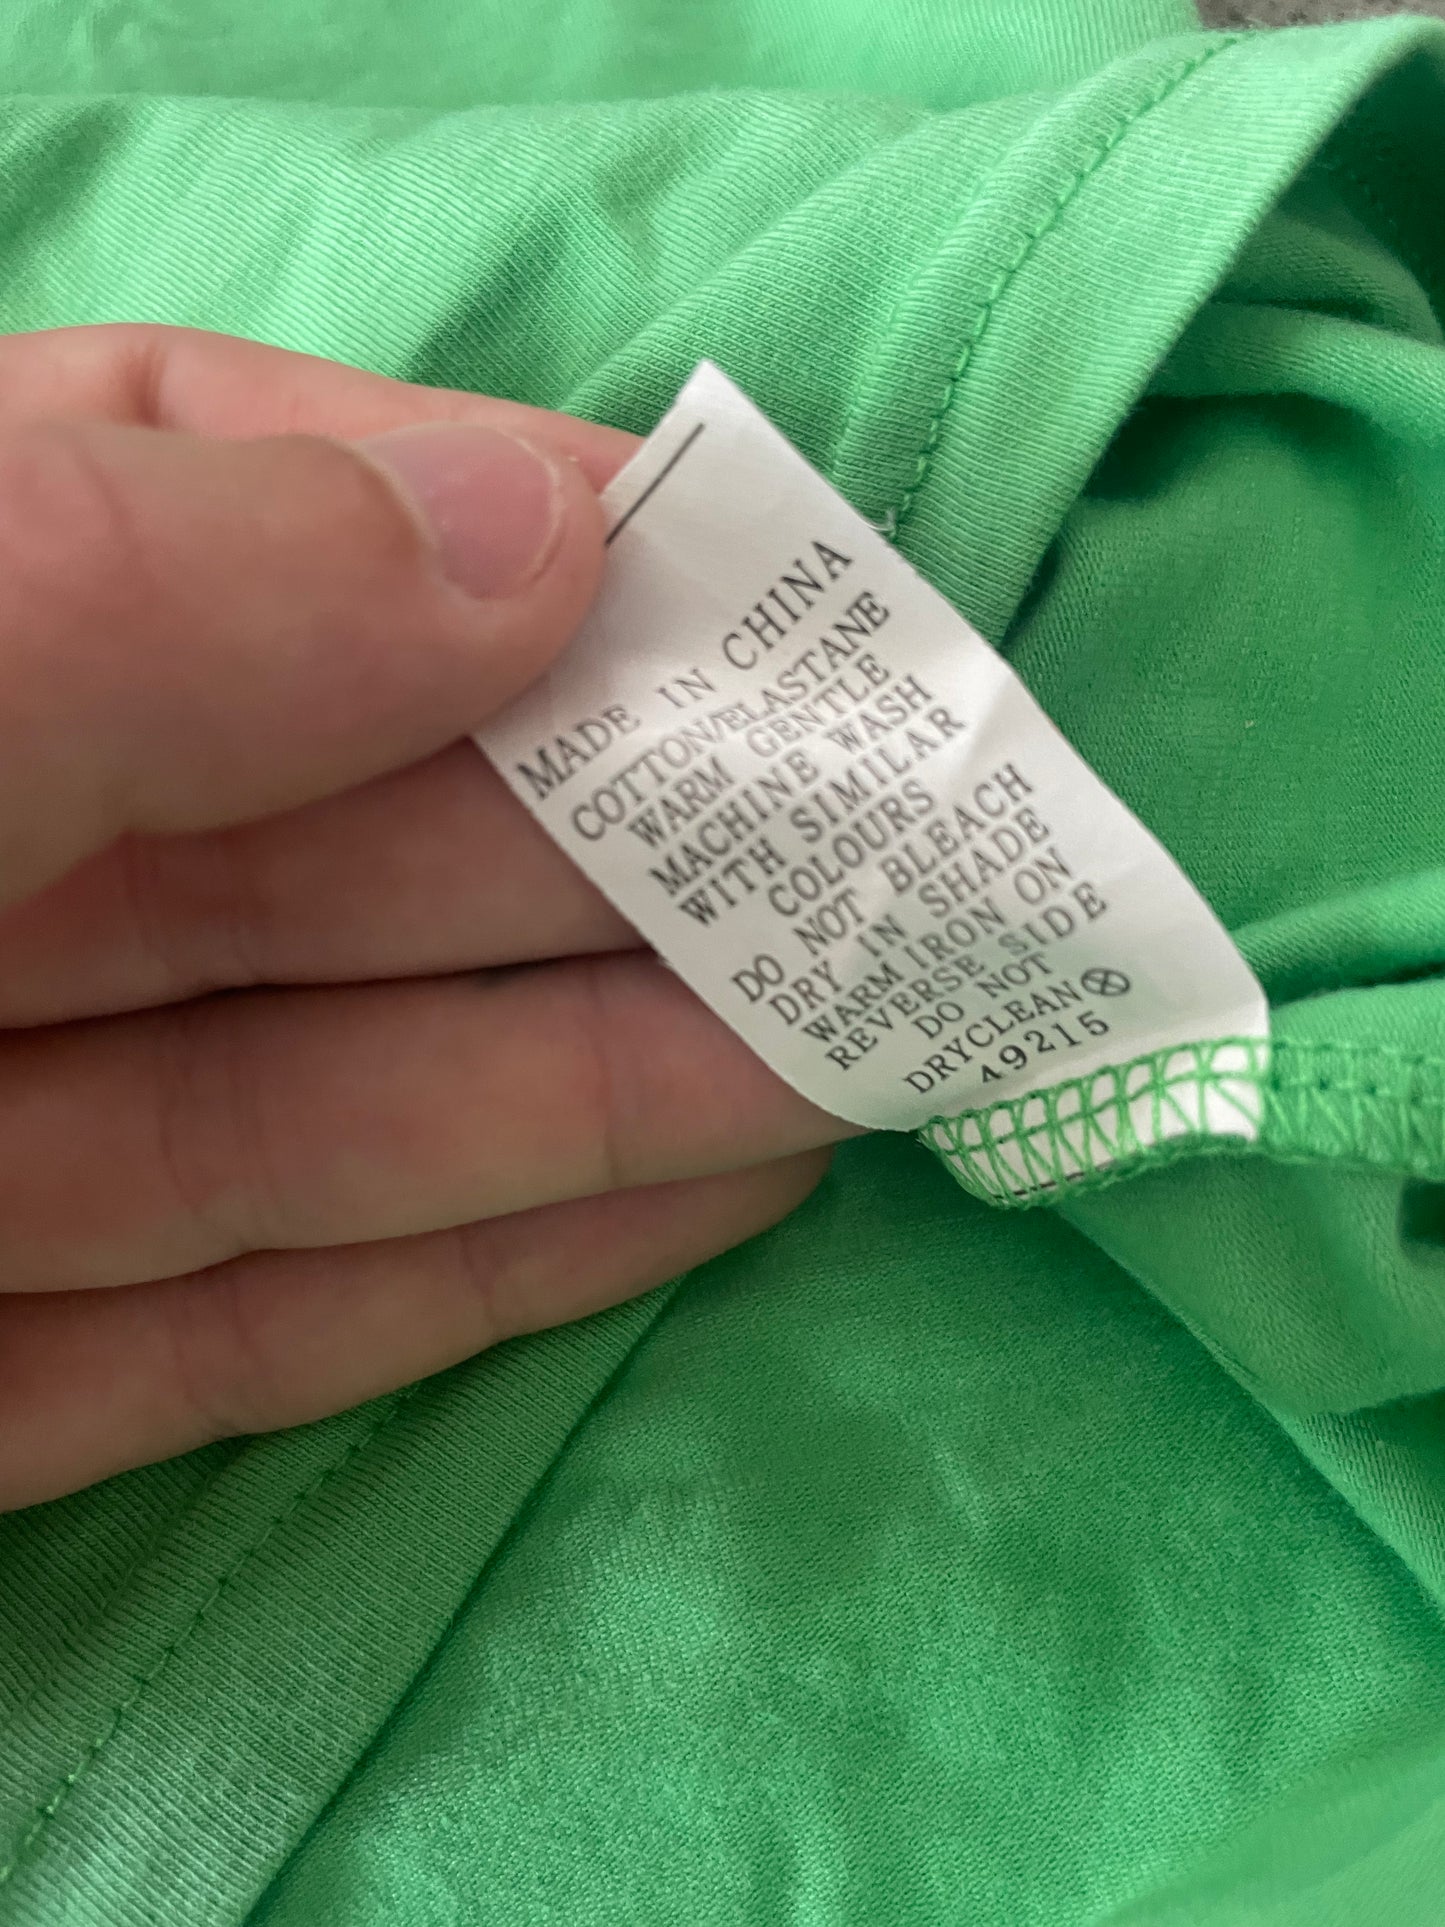 MADE IN CHINA
COTTON/ELASTANE
WARM GENTLE
MACHINE WASH
WITH SIMILAR
COLOURS
DO NOT BLEACH
DRY IN SHADE
WARM IRON ON
REVERSE SIDE
DO NOT
DRYCLEAN
49215